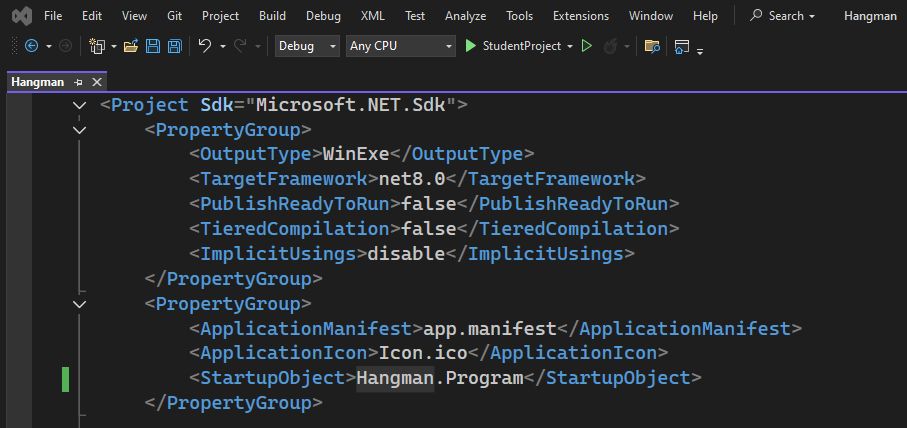 File Edit View Git Project Build Debug XML Test Analyze Tools Extensions Window Help Search Hangman
Debug Any CPU StudentProject
Hangman
<Project Sdk="Microsoft.NET.Sdk">
<PropertyGroup>
<OutputType>WinExe</OutputType>
<TargetFramework>net8.0</TargetFramework>
<PublishReadyToRun>false</PublishReadyToRun>
<TieredCompilation>false</TieredCompilation>
<ImplicitUsings>disable</ImplicitUsings>
</PropertyGroup>
<PropertyGroup>
<ApplicationManifest>app.manifest</ApplicationManifest>
<ApplicationIcon>Icon.ico</ApplicationIcon>
<StartupObject>Hangman.Program</StartupObject>
</PropertyGroup>